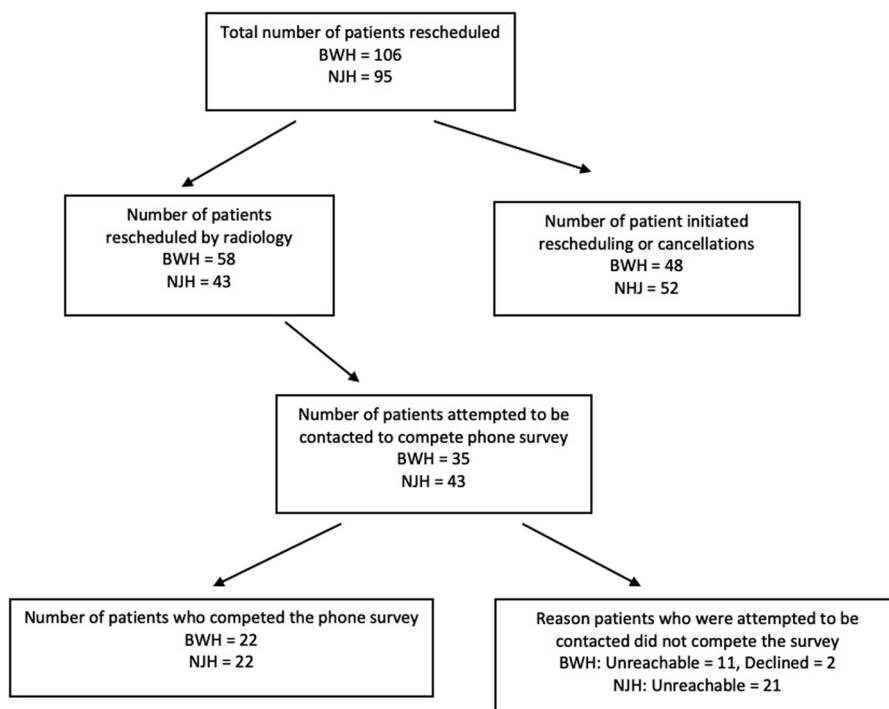 Total number of patients rescheduled
BWH = 106
NJH = 95
Number of patients
rescheduled by radiology
BWH = 58
NJH = 43
Number of patient initiated
rescheduling or cancellations
BWH = 48
NHJ = 52
Number of patients attempted to be
contacted to compete phone survey
BWH = 35
NJH = 43
Number of patients who competed the phone survey
BWH = 22
NJH = 22
Reason patients who were attempted to be
contacted did not compete the survey
BWH: Unreachable = 11, Declined = 2
NJH: Unreachable = 21